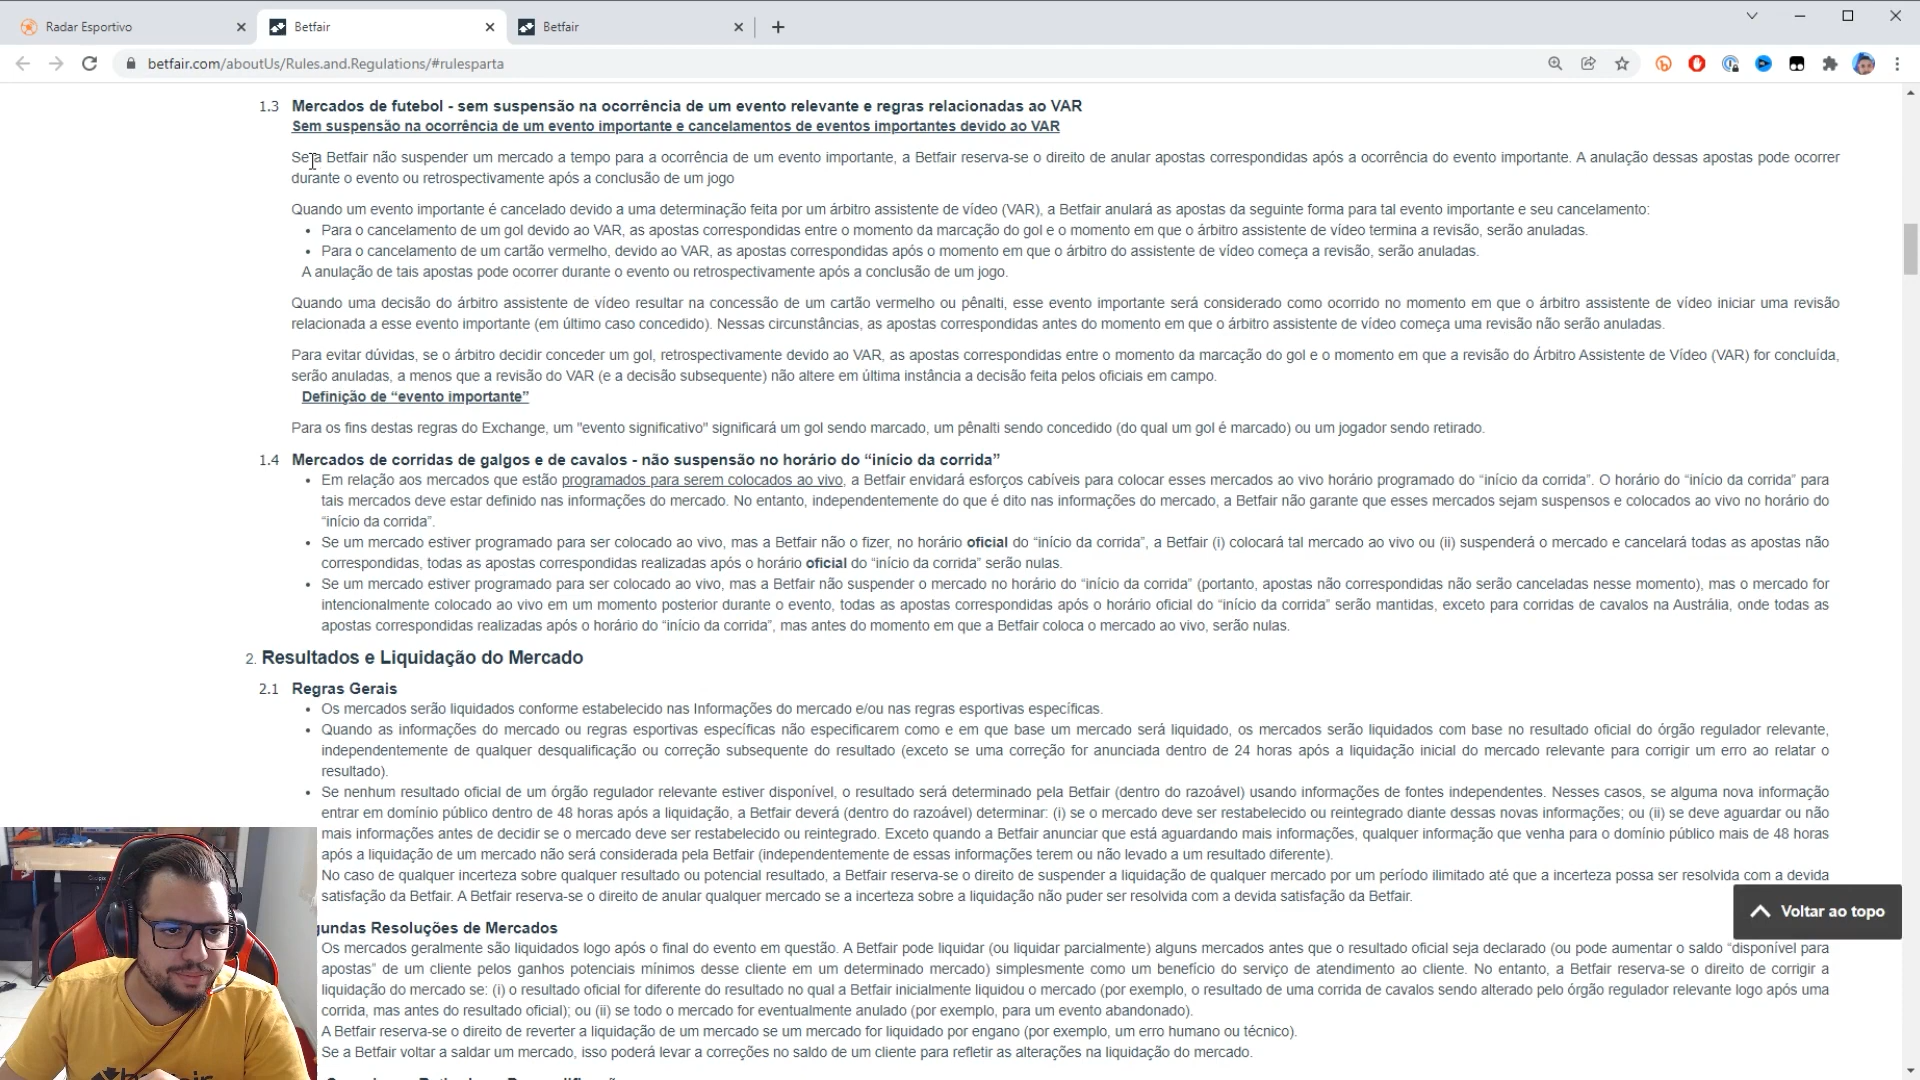 Radar Esportivo
Betfair
Betfair
betfair.com/aboutUs/Rules.and.Regulations/#rulesparta
1.3 Mercados de futebol - sem suspensão na ocorrência de um evento relevante e regras relacionadas ao VAR
Sem suspensão na ocorrência de um evento importante e cancelamentos de eventos importantes devido ao VAR
Se a Betfair não suspender um mercado a tempo para a ocorrência de um evento importante, a Betfair reserva-se o direito de anular apostas correspondidas após a ocorrência do evento importante. A anulação dessas apostas pode ocorrer
durante o evento ou retrospectivamente após a conclusão de um jogo
Quando um evento importante é cancelado devido a uma determinação feita por um árbitro assistente de vídeo (VAR), a Betfair anulará as apostas da seguinte forma para tal evento importante e seu cancelamento:
• Para o cancelamento de um gol devido ao VAR, as apostas correspondidas entre o momento da marcação do gol e o momento em que o árbitro assistente de vídeo termina a revisão, serão anuladas.
• Para o cancelamento de um cartão vermelho, devido ao VAR, as apostas correspondidas após o momento em que o árbitro do assistente de vídeo começa a revisão, serão anuladas.
A anulação de tais apostas pode ocorrer durante o evento ou retrospectivamente após a conclusão de um jogo.
Quando uma decisão do árbitro assistente de vídeo resultar na concessão de um cartão vermelho ou pênalti, esse evento importante será considerado como ocorrido no momento em que o árbitro assistente de vídeo iniciar uma revisão
relacionada a esse evento importante (em último caso concedido). Nessas circunstâncias, as apostas correspondidas antes do momento em que o árbitro assistente de vídeo começa uma revisão não serão anuladas.
Para evitar dúvidas, se o árbitro decidir conceder um gol, retrospectivamente devido ao VAR, as apostas correspondidas entre o momento da marcação do gol e o momento em que a revisão do Árbitro Assistente de Vídeo (VAR) for concluída,
serão anuladas, a menos que a revisão do VAR (e a decisão subsequente) não altere em última instância a decisão feita pelos oficiais em campo.
Definição de “evento importante”
Para os fins destas regras do Exchange, um "evento significativo" significará um gol sendo marcado, um pênalti sendo concedido (do qual um gol é marcado) ou um jogador sendo retirado.
1.4 Mercados de corridas de galgos e de cavalos - não suspensão no horário do “início da corrida”
• Em relação aos mercados que estão programados para serem colocados ao vivo, a Betfair envidará esforços cabíveis para colocar esses mercados ao vivo horário programado do “início da corrida”. O horário do “início da corrida” para
tais mercados deve estar definido nas informações do mercado. No entanto, independentemente do que é dito nas informações do mercado, a Betfair não garante que esses mercados sejam suspensos e colocados ao vivo no horário do
“início da corrida”.
• Se um mercado estiver programado para ser colocado ao vivo, mas a Betfair não o fizer, no horário oficial do “início da corrida”, a Betfair (i) colocará tal mercado ao vivo ou (ii) suspenderá o mercado e cancelará todas as apostas não
correspondidas, todas as apostas correspondidas realizadas após o horário oficial do “início da corrida” serão nulas.
• Se um mercado estiver programado para ser colocado ao vivo, mas a Betfair não suspender o mercado no horário do “início da corrida” (portanto, apostas não correspondidas não serão canceladas nesse momento), mas o mercado for
intencionalmente colocado ao vivo em um momento posterior durante o evento, todas as apostas correspondidas após o horário oficial do “início da corrida” serão mantidas, exceto para corridas de cavalos na Austrália, onde todas as
apostas correspondidas realizadas após o horário do “início da corrida”, mas antes do momento em que a Betfair coloca o mercado ao vivo, serão nulas.
2. Resultados e Liquidação do Mercado
2.1 Regras Gerais
• Os mercados serão liquidados conforme estabelecido nas Informações do mercado e/ou nas regras esportivas específicas.
• Quando as informações do mercado ou regras esportivas específicas não especificarem como e em que base um mercado será liquidado, os mercados serão liquidados com base no resultado oficial do órgão regulador relevante,
independentemente de qualquer desqualificação ou correção subsequente do resultado (exceto se uma correção for anunciada dentro de 24 horas após a liquidação inicial do mercado relevante para corrigir um erro ao relatar o
resultado).
• Se nenhum resultado oficial de um órgão regulador relevante estiver disponível, o resultado será determinado pela Betfair (dentro do razoável) usando informações de fontes independentes. Nesses casos, se alguma nova informação
entrar em domínio público dentro de 48 horas após a liquidação, a Betfair deverá (dentro do razoável) determinar: (i) se o mercado deve ser restabelecido ou reintegrado diante dessas novas informações; ou (ii) se deve aguardar ou não
mais informações antes de decidir se o mercado deve ser restabelecido ou reintegrado. Exceto quando a Betfair anunciar que está aguardando mais informações, qualquer informação que venha para o domínio público mais de 48 horas
após a liquidação de um mercado não será considerada pela Betfair (independentemente de essas informações terem ou não levado a um resultado diferente).
No caso de qualquer incerteza sobre qualquer resultado ou potencial resultado, a Betfair reserva-se o direito de suspender a liquidação de qualquer mercado por um período ilimitado até que a incerteza possa ser resolvida com a devida
satisfação da Betfair. A Betfair reserva-se o direito de anular qualquer mercado se a incerteza sobre a liquidação não puder ser resolvida com a devida satisfação da Betfair.
Voltar ao topo
gundas Resoluções de Mercados
Os mercados geralmente são liquidados logo após o final do evento em questão. A Betfair pode liquidar (ou liquidar parcialmente) alguns mercados antes que o resultado oficial seja declarado (ou pode aumentar o saldo “disponível para
apostas” de um cliente pelos ganhos potenciais mínimos desse cliente em um determinado mercado) simplesmente como um benefício do serviço de atendimento ao cliente. No entanto, a Betfair reserva-se o direito de corrigir a
liquidação do mercado se: (i) o resultado oficial for diferente do resultado no qual a Betfair inicialmente liquidou o mercado (por exemplo, o resultado de uma corrida de cavalos sendo alterado pelo órgão regulador relevante logo após uma
corrida, mas antes do resultado oficial); ou (ii) se todo o mercado for eventualmente anulado (por exemplo, para um evento abandonado).
A Betfair reserva-se o direito de reverter a liquidação de um mercado se um mercado for liquidado por engano (por exemplo, um erro humano ou técnico).
Se a Betfair voltar a saldar um mercado, isso poderá levar a correções no saldo de um cliente para refletir as alterações na liquidação do mercado.